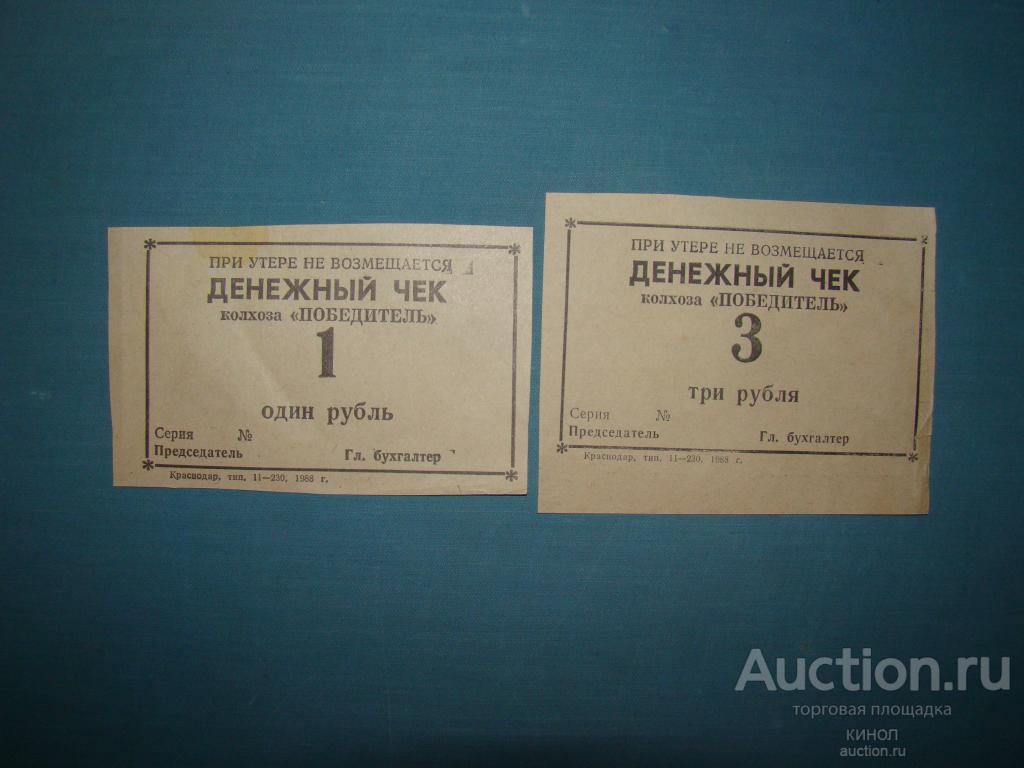 ПРИ УТЕРЕ НЕ ВОЗМЕЩАЕТСЯ
ДЕНЕЖНЫЙ ЧЕК
колхоза «ПОБЕДИТЕЛЬ»
1
один рубль
Серия №
Председатель Гл. бухгалтер
Краснодар, тип. 11—230, 1988 г.
ПРИ УТЕРЕ НЕ ВОЗМЕЩАЕТСЯ
ДЕНЕЖНЫЙ ЧЕК
колхоза «ПОБЕДИТЕЛЬ»
3
три рубля
Серия №
Председатель Гл. бухгалтер
Краснодар, тип. 11—230, 1988 г.
Auction.ru
торговая площадка
КИНОЛ
auction.ru